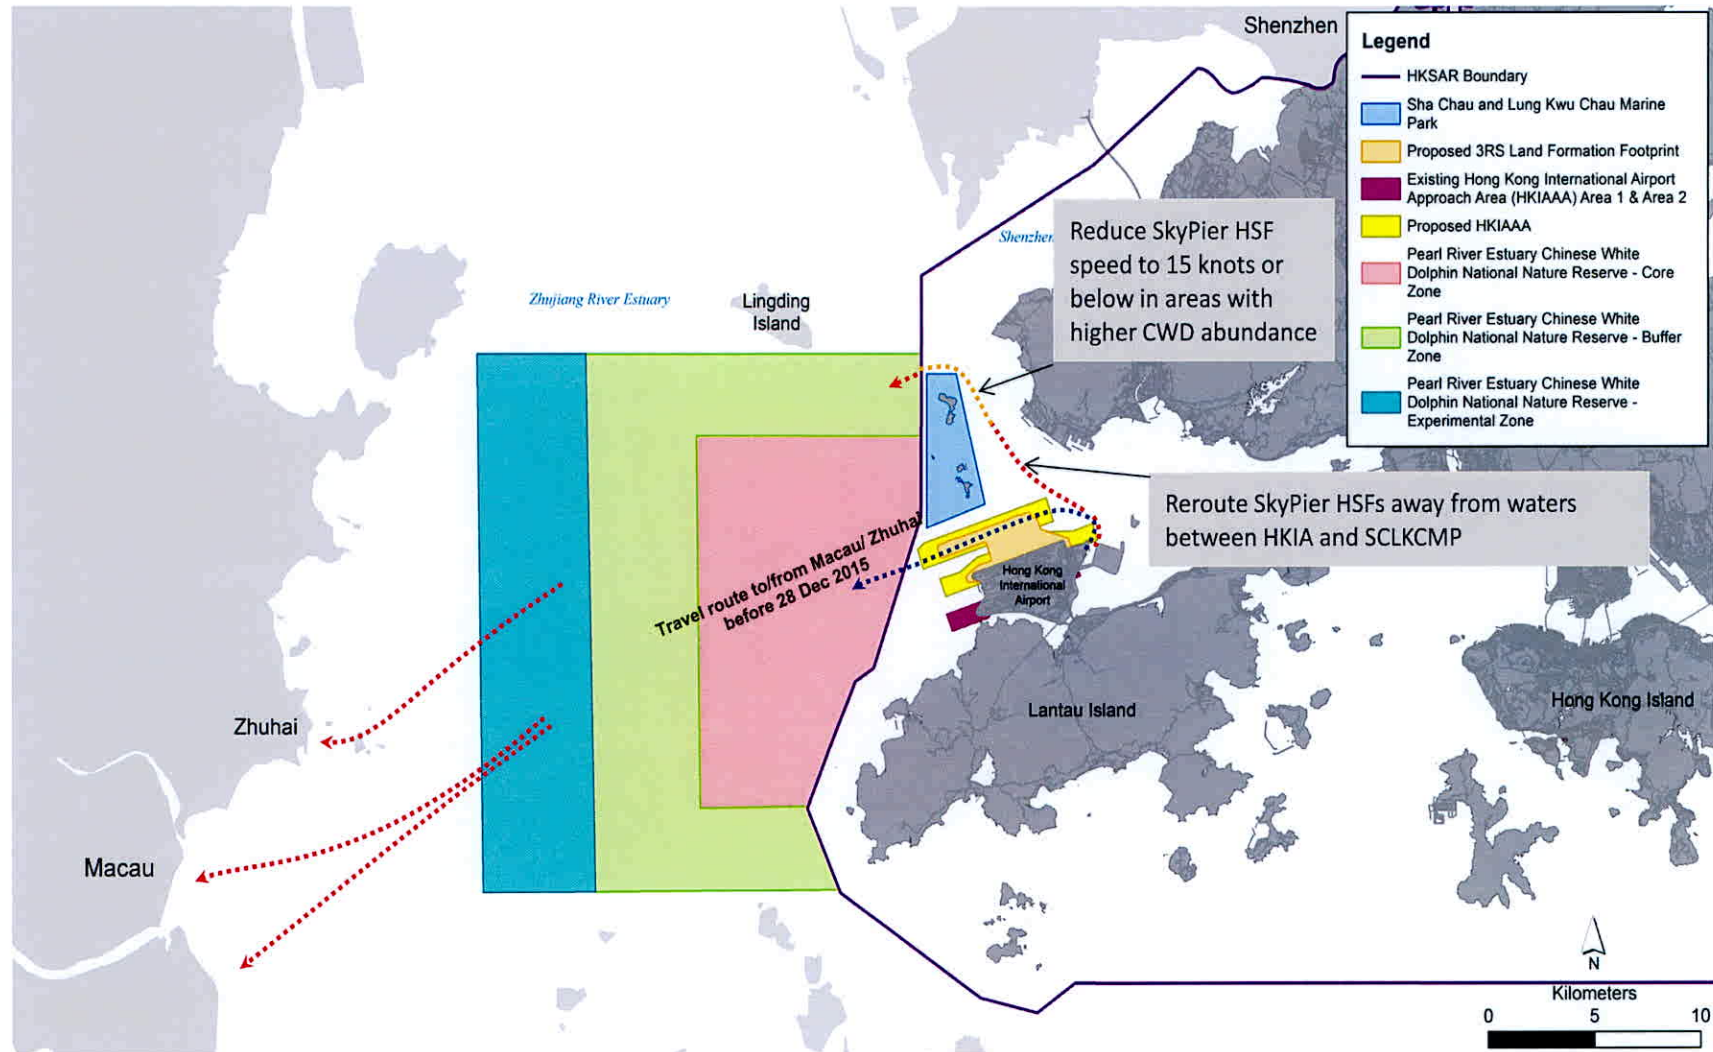 Shenzhen
Legend
HKSAR Boundary
Sha Chau and Lung Kwu Chau Marine
Park
Proposed 3RS Land Formation Footprint
Existing Hong Kong International Airport
Approach Area (HKIAAA) Area 1 & Area 2
Proposed HKIAAA
Pearl River Estuary Chinese White
Dolphin National Nature Reserve - Core
Zone
Pearl River Estuary Chinese White
Dolphin National Nature Reserve - Buffer
Zone
Pearl River Estuary Chinese White
Dolphin National Nature Reserve -
Experimental Zone
Shenzhen
Reduce SkyPier HSF
speed to 15 knots or
below in areas with
higher CWD abundance
Zhujiang River Estuary
Lingding
Island
Reroute SkyPier HSFs away from waters
between HKIA and SCLKCMP
Travel route to/from Macau/ Zhuhai
before 28 Dec 2015
Hong Kong
International
Airport
Zhuhai
Lantau Island
Hong Kong Island
Macau
N
Kilometers
0 5 10